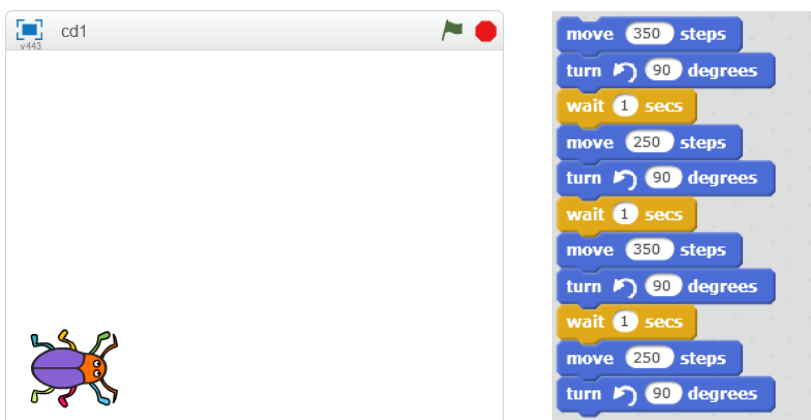 cd1
v443
move 350 steps
turn 90 degrees
wait 1 secs
move 250 steps
turn 90 degrees
wait 1 secs
move 350 steps
turn 90 degrees
wait 1 secs
move 250 steps
turn 90 degrees